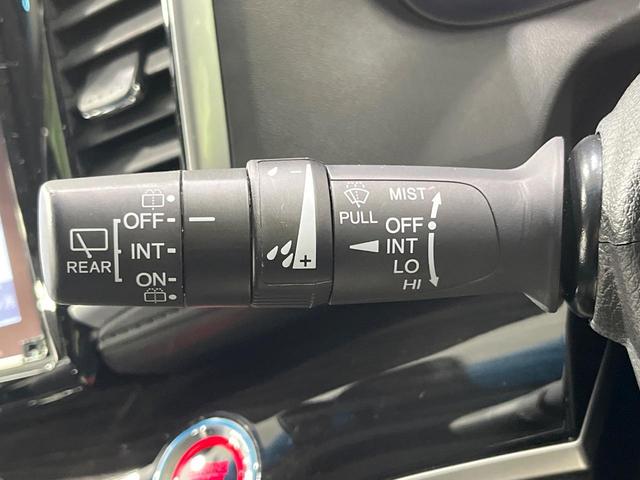 REAR
OFF
INT
ON
- +
PULL
MIST
OFF
INT
LO
HI